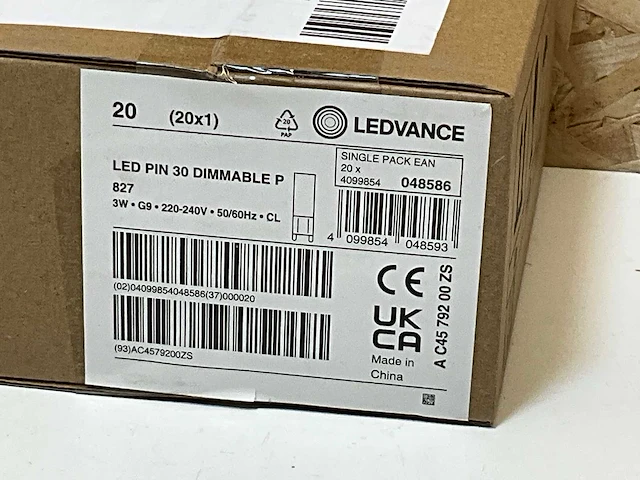 20 (20x1)
20
PAP
LEDVANCE
LED PIN 30 DIMMABLE P
827
3W • G9 • 220-240V • 50/60Hz • CL
SINGLE PACK EAN
20 x
4099854 048586
4 099854 048593
(02)04099854048586(37)000020
(93)AC4579200ZS
CE
UK
CA
Made in
China
A C45 792 00 ZS